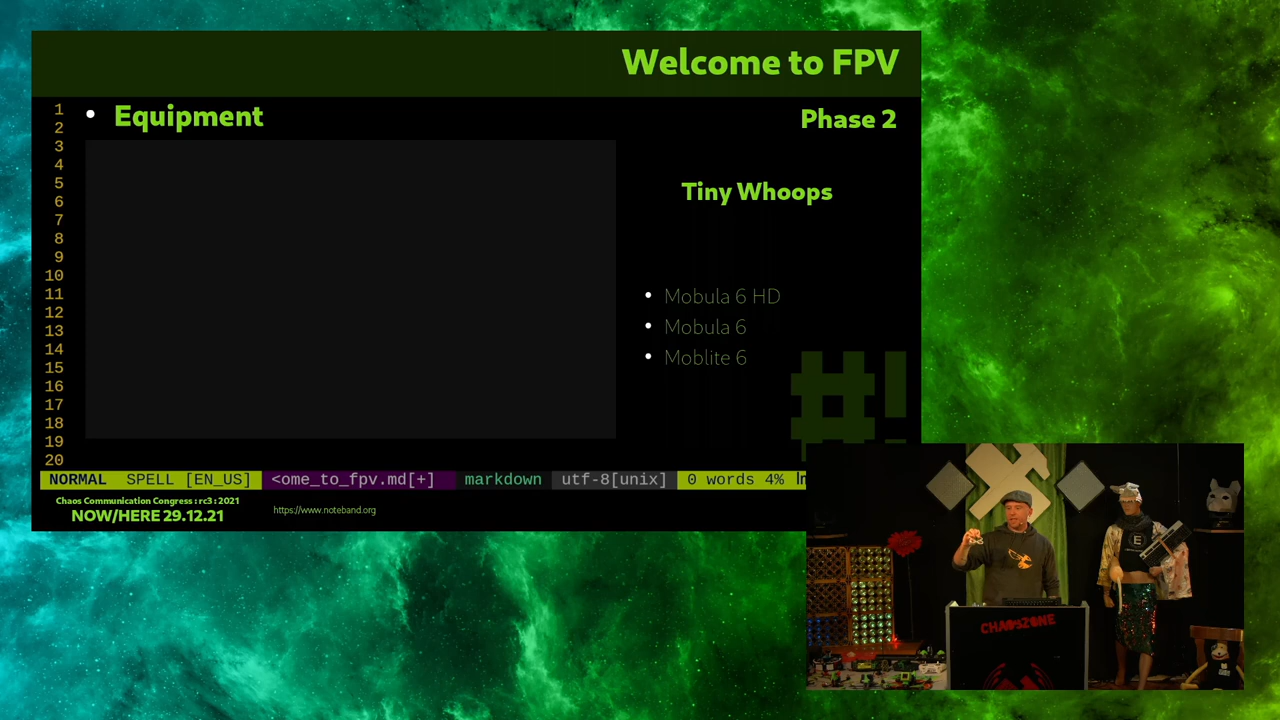 Welcome to FPV
1
2
3
4
5
6
7
8
9
10
11
12
13
14
15
16
17
18
19
20
• Equipment
Phase 2
Tiny Whoops
• Mobula 6 HD
• Mobula 6
• Moblite 6
#!
NORMAL SPELL [EN_US] <ome_to_fpv.md[+] markdown utf-8[unix] 0 words 4% ln
Chaos Communication Congress : rc3 : 2021
NOW/HERE 29.12.21
https://www.noteband.org
E
CHAOSZONE